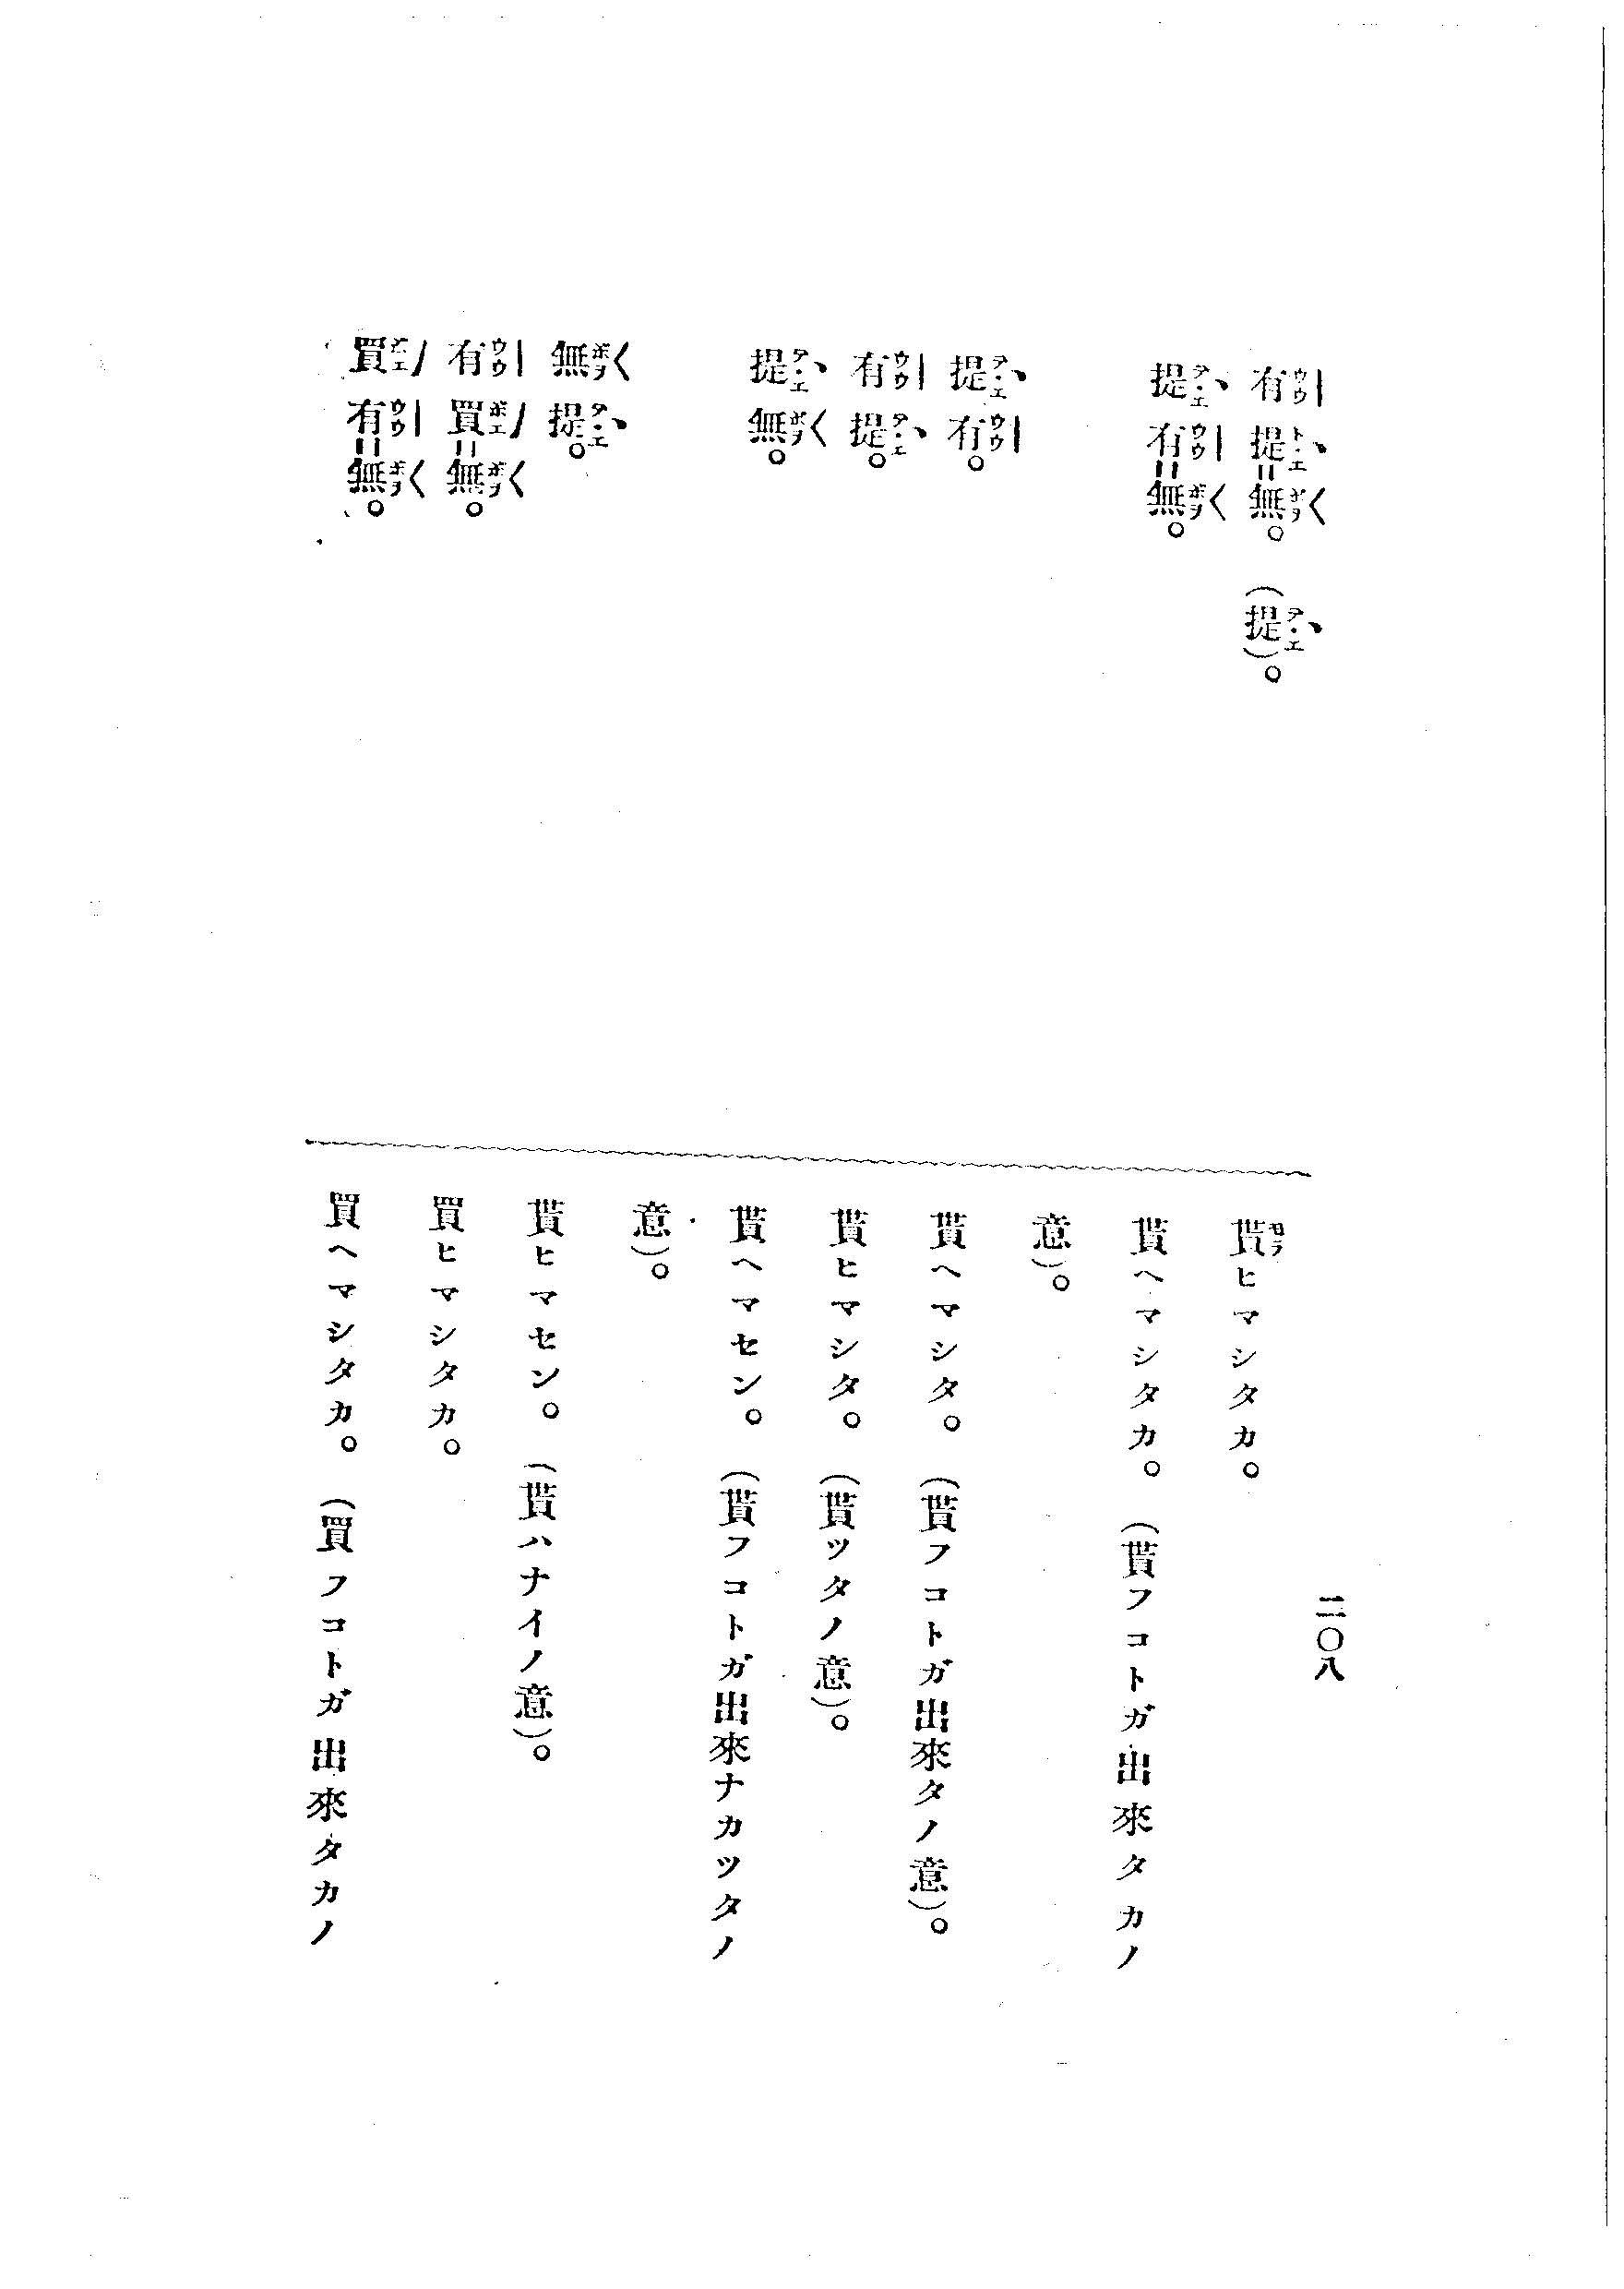 二〇八
有提＝無。（提）。
貰ヒマシタカ。
提有＝無。
貰ヘマシタカ。（貰フコトガ出來タカノ
意）。
提有。
貰ヘマシタ。（貰フコトガ出來タノ意）。
有提。
貰ヒマシタ。（貰ッタノ意）。
提無。
貰ヘマセン。（貰フコトガ出來ナカッタノ
意）。
無提。
貰ヒマセン。（貰ハナイノ意）。
有買＝無。
買ヒマシタカ。
買有＝無。
買ヘマシタカ。（買フコトガ出來タカノ